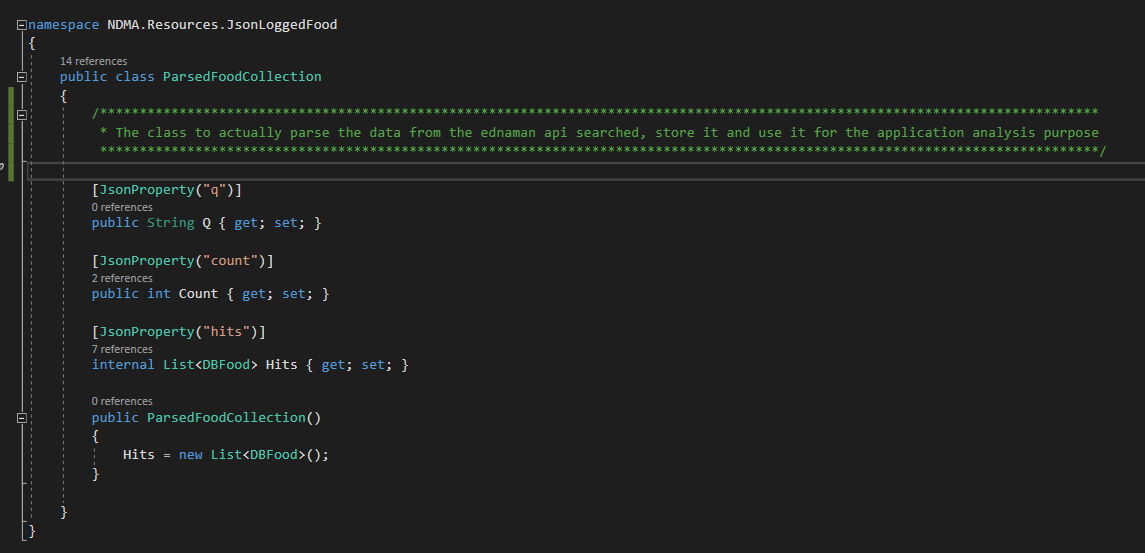 namespace NDMA.Resources.JsonLoggedFood
{
14 references
public class ParsedFoodCollection
{
/******************************************************************************************************************************
* The class to actually parse the data from the ednaman api searched, store it and use it for the application analysis purpose
******************************************************************************************************************************/
[JsonProperty("q")]
0 references
public String Q { get; set; }
[JsonProperty("count")]
2 references
public int Count { get; set; }
[JsonProperty("hits")]
7 references
internal List<DBFood> Hits { get; set; }
0 references
public ParsedFoodCollection()
{
Hits = new List<DBFood>();
}
}
}